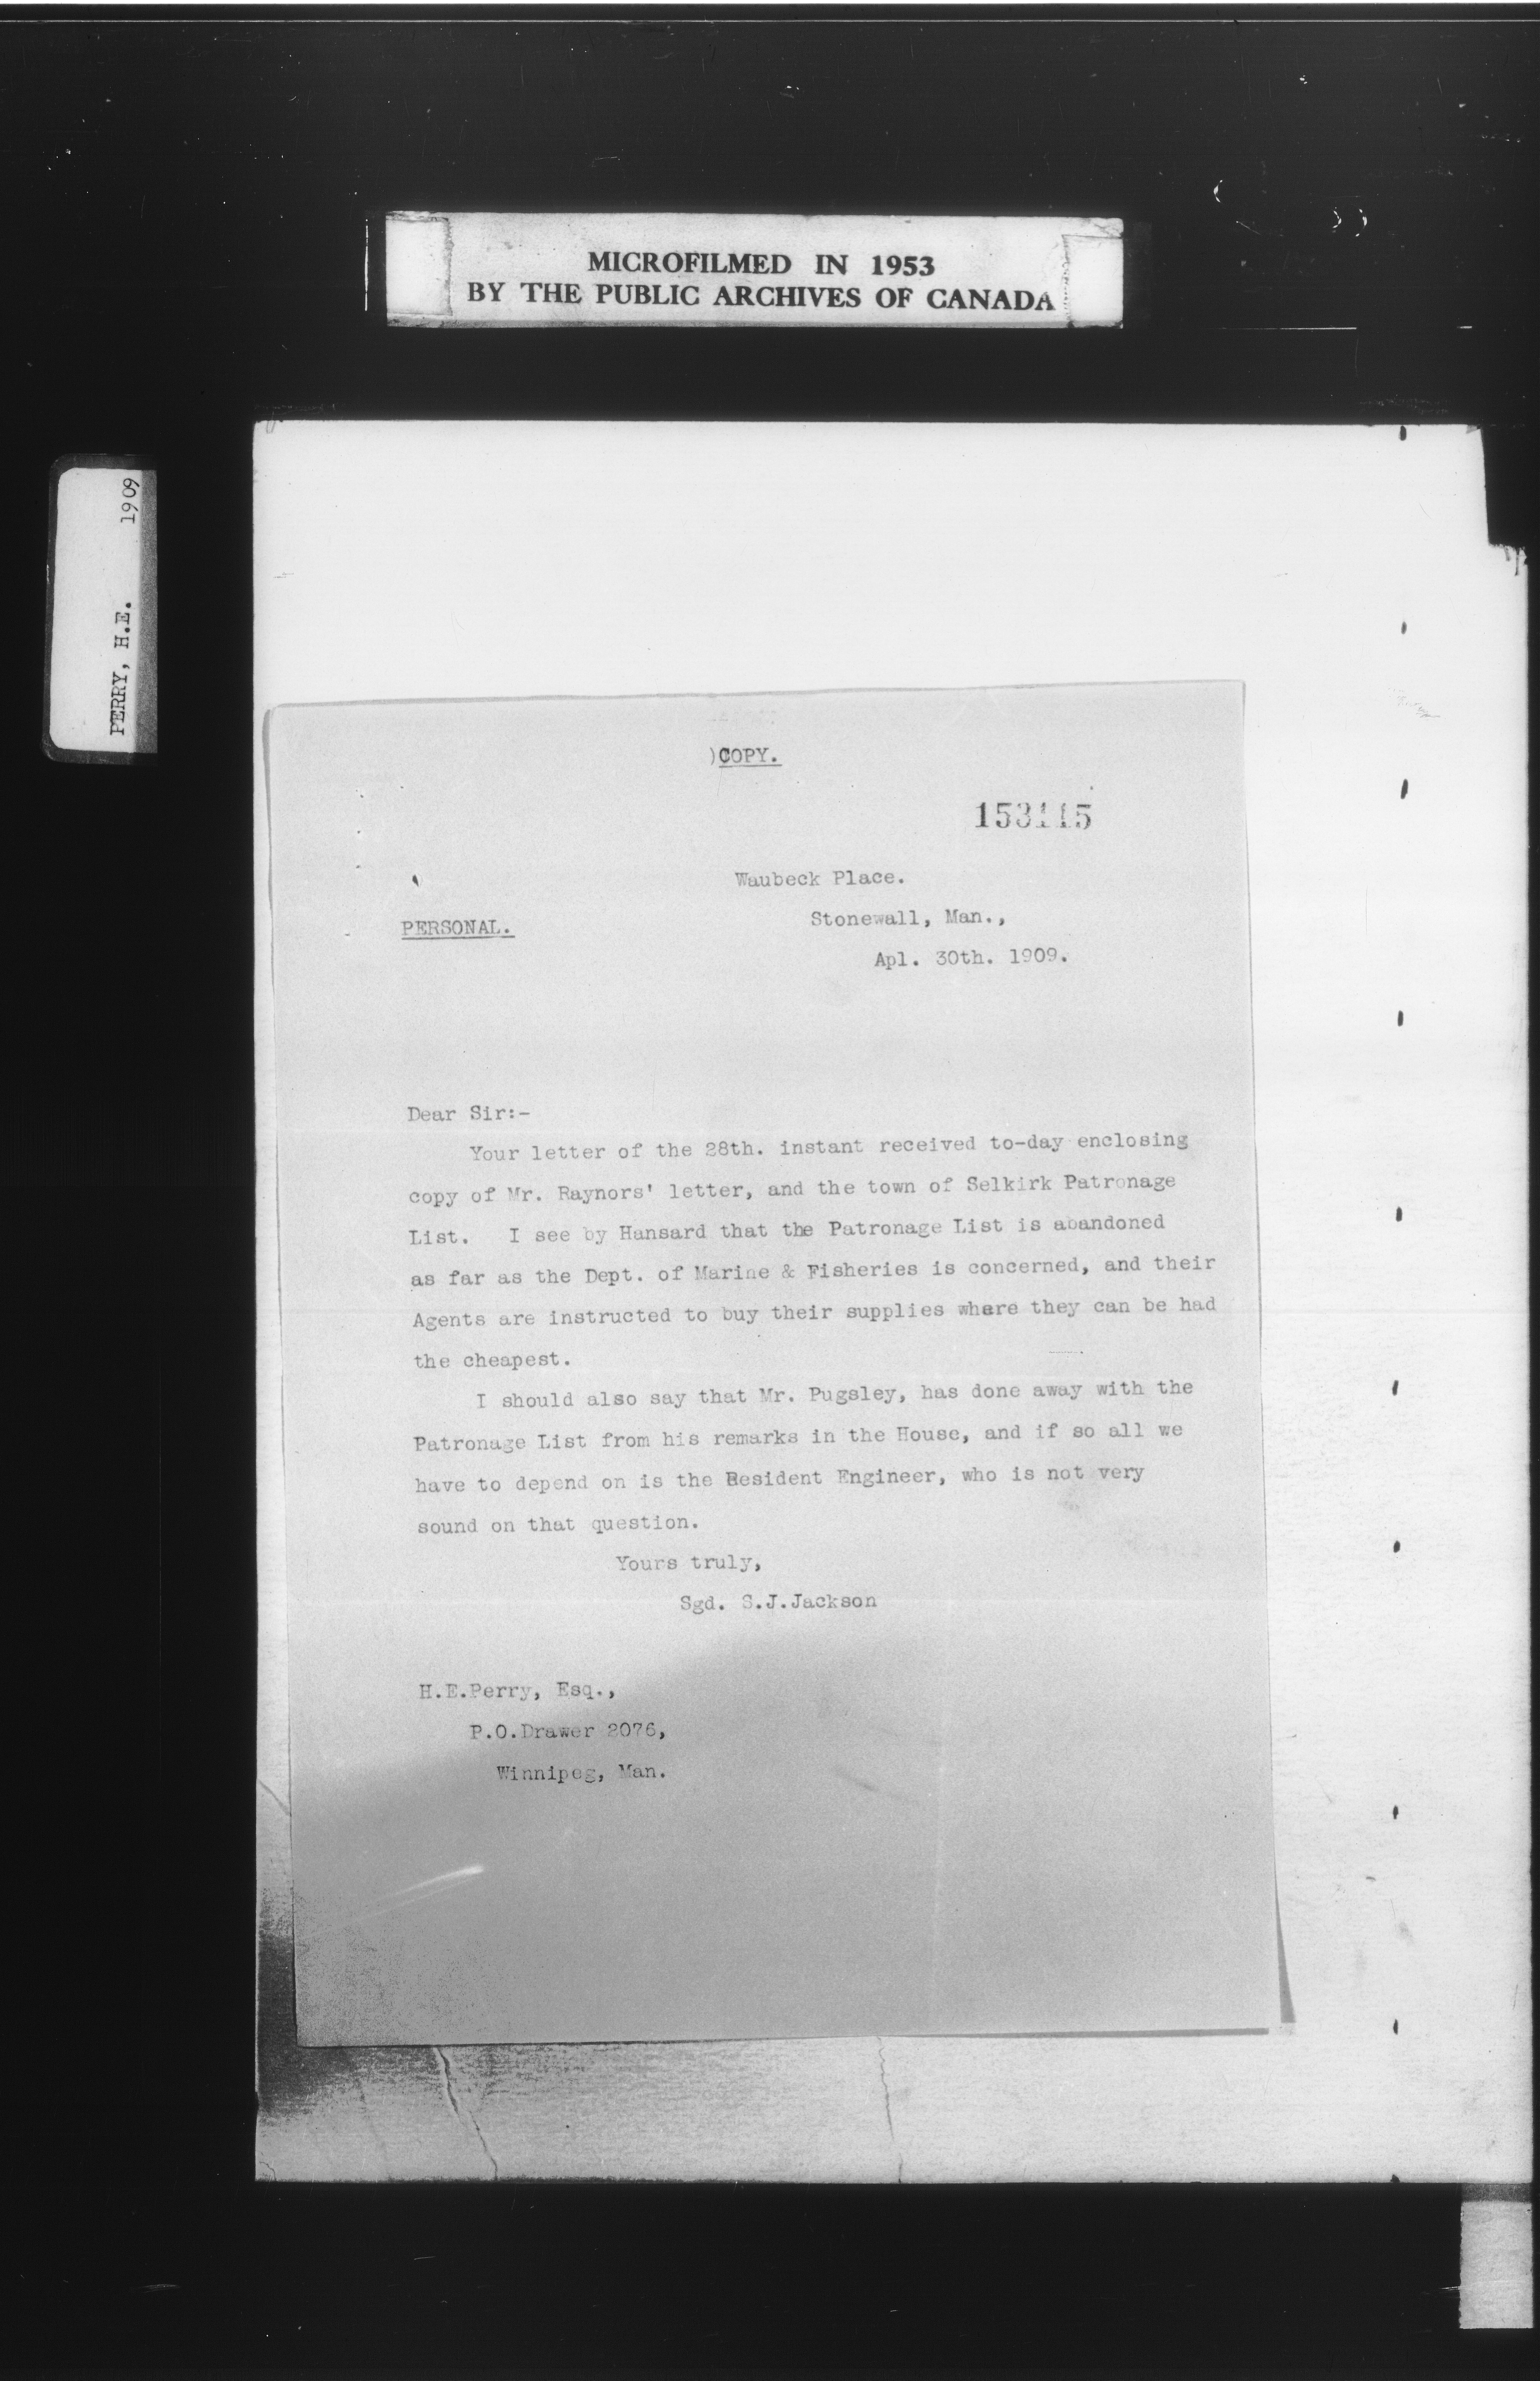 MICROFILMED IN 1953
BY THE PUBLIC ARCHIVES OF CANADA
PERRY, H.E. 1909
)COPY.
153115
Waubeck Place.
PERSONAL.
Stonewall, Man.,
Apl. 30th. 1909.
Dear Sir:-
Your letter of the 28th. instant received to-day enclosing
copy of Mr. Raynors' letter, and the town of Selkirk Patronage
List. I see by Hansard that the Patronage List is abandoned
as far as the Dept. of Marine & Fisheries is concerned, and their
Agents are instructed to buy their supplies where they can be had
the cheapest.
I should also say that Mr. Pugsley, has done away with the
Patronage List from his remarks in the House, and if so all we
have to depend on is the Resident Engineer, who is not very
sound on that question.
Yours truly,
Sgd. S.J.Jackson
H.E.Perry, Esq.,
P.O.Drawer 2076,
Winnipeg, Man.